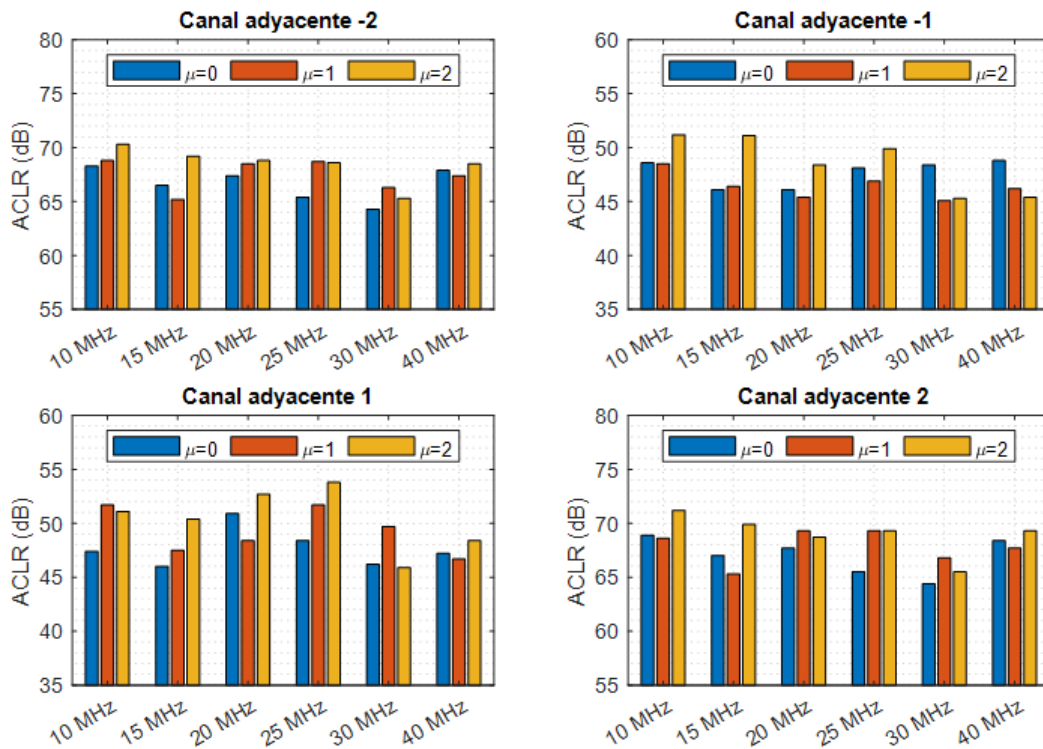 Canal adyacente -2
80
75
70
65
60
55
ACLR (dB)
μ=0 μ=1 μ=2
10 MHz 15 MHz 20 MHz 25 MHz 30 MHz 40 MHz
Canal adyacente -1
60
55
50
45
40
35
ACLR (dB)
μ=0 μ=1 μ=2
10 MHz 15 MHz 20 MHz 25 MHz 30 MHz 40 MHz
Canal adyacente 1
60
55
50
45
40
35
ACLR (dB)
μ=0 μ=1 μ=2
10 MHz 15 MHz 20 MHz 25 MHz 30 MHz 40 MHz
Canal adyacente 2
80
75
70
65
60
55
ACLR (dB)
μ=0 μ=1 μ=2
10 MHz 15 MHz 20 MHz 25 MHz 30 MHz 40 MHz